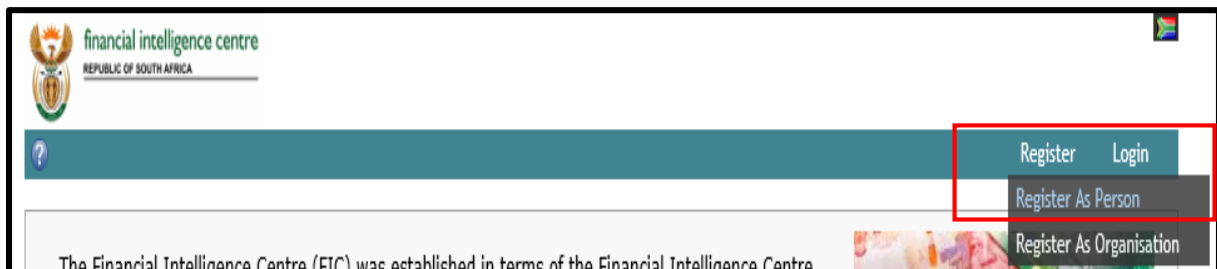 financial intelligence centre
REPUBLIC OF SOUTH AFRICA
?
Register Login
Register As Person
Register As Organisation
The Financial Intelligence Centre (FIC) was established in terms of the Financial Intelligence Centre